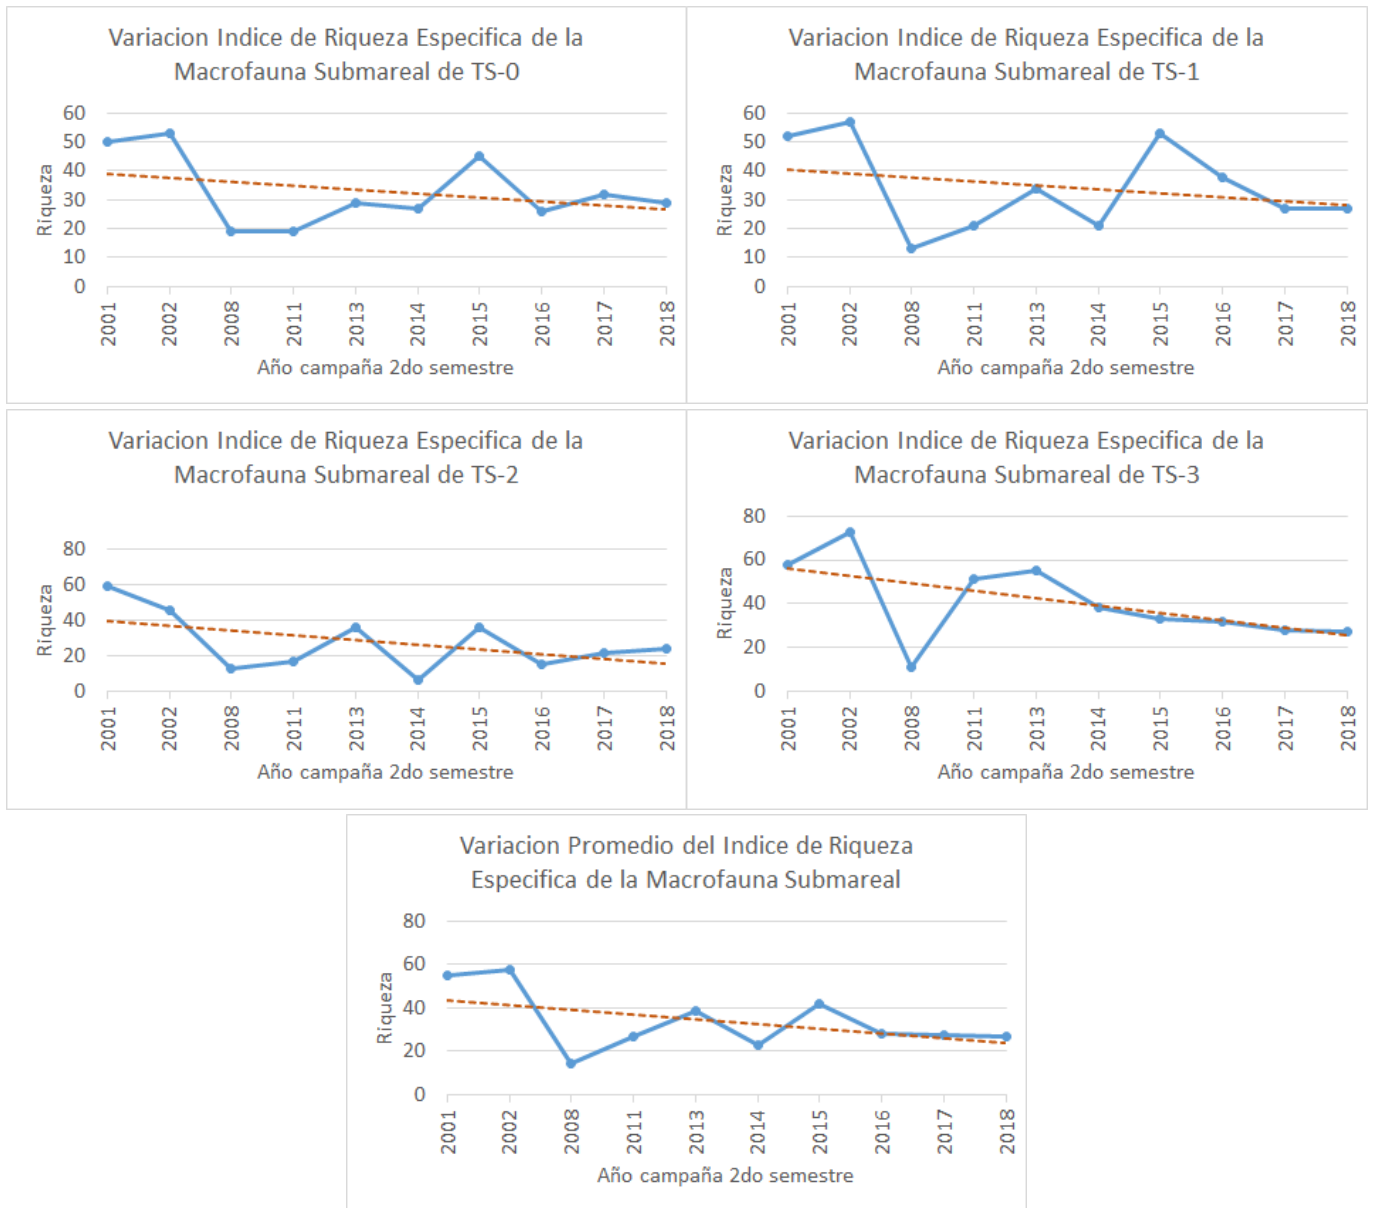 Variacion Indice de Riqueza Especifica de la
Macrofauna Submareal de TS-0
60
50
40
30
20
10
0
Riqueza
2001 2002 2008 2011 2013 2014 2015 2016 2017 2018
Año campaña 2do semestre
Variacion Indice de Riqueza Especifica de la
Macrofauna Submareal de TS-1
60
50
40
30
20
10
0
Riqueza
2001 2002 2008 2011 2013 2014 2015 2016 2017 2018
Año campaña 2do semestre
Variacion Indice de Riqueza Especifica de la
Macrofauna Submareal de TS-2
80
60
40
20
0
Riqueza
2001 2002 2008 2011 2013 2014 2015 2016 2017 2018
Año campaña 2do semestre
Variacion Indice de Riqueza Especifica de la
Macrofauna Submareal de TS-3
80
60
40
20
0
Riqueza
2001 2002 2008 2011 2013 2014 2015 2016 2017 2018
Año campaña 2do semestre
Variacion Promedio del Indice de Riqueza
Especifica de la Macrofauna Submareal
80
60
40
20
0
Riqueza
2001 2002 2008 2011 2013 2014 2015 2016 2017 2018
Año campaña 2do semestre